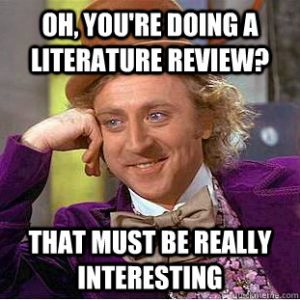 OH, YOU'RE DOING A
LITERATURE REVIEW?
THAT MUST BE REALLY
INTERESTING